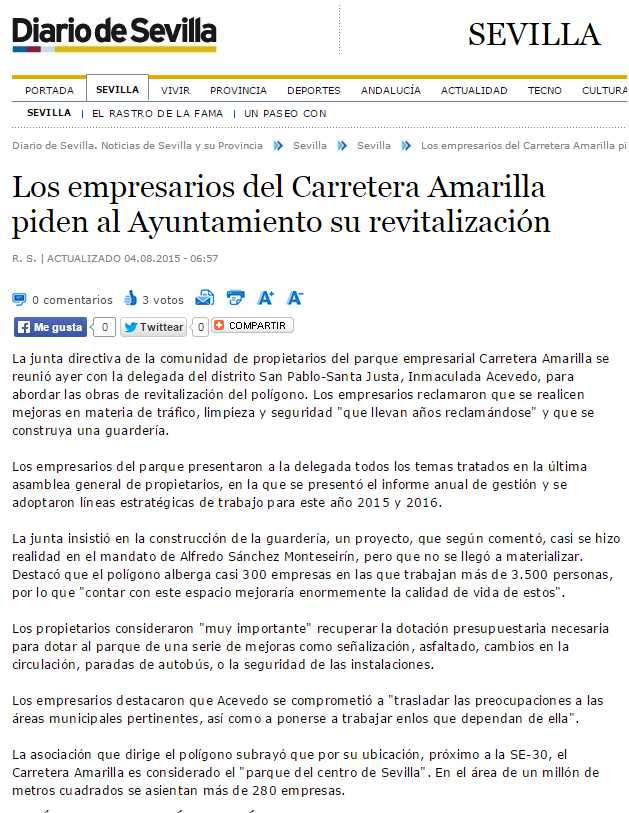 Diario de Sevilla
SEVILLA
PORTADA SEVILLA VIVIR PROVINCIA DEPORTES ANDALUCÍA ACTUALIDAD TECNO CULTURA
SEVILLA | EL RASTRO DE LA FAMA | UN PASEO CON
Diario de Sevilla. Noticias de Sevilla y su Provincia Sevilla Sevilla Los empresarios del Carretera Amarilla pi
Los empresarios del Carretera Amarilla
piden al Ayuntamiento su revitalización
R. S. | ACTUALIZADO 04.08.2015 - 06:57
0 comentarios 3 votos A+ A-
Me gusta 0 Twittear 0 COMPARTIR
La junta directiva de la comunidad de propietarios del parque empresarial Carretera Amarilla se
reunió ayer con la delegada del distrito San Pablo-Santa Justa, Inmaculada Acevedo, para
abordar las obras de revitalización del polígono. Los empresarios reclamaron que se realicen
mejoras en materia de tráfico, limpieza y seguridad "que llevan años reclamándose" y que se
construya una guardería.
Los empresarios del parque presentaron a la delegada todos los temas tratados en la última
asamblea general de propietarios, en la que se presentó el informe anual de gestión y se
adoptaron líneas estratégicas de trabajo para este año 2015 y 2016.
La junta insistió en la construcción de la guardería, un proyecto, que según comentó, casi se hizo
realidad en el mandato de Alfredo Sánchez Monteseirín, pero que no se llegó a materializar.
Destacó que el polígono alberga casi 300 empresas en las que trabajan más de 3.500 personas,
por lo que "contar con este espacio mejoraría enormemente la calidad de vida de estos".
Los propietarios consideraron "muy importante" recuperar la dotación presupuestaria necesaria
para dotar al parque de una serie de mejoras como señalización, asfaltado, cambios en la
circulación, paradas de autobús, o la seguridad de las instalaciones.
Los empresarios destacaron que Acevedo se comprometió a "trasladar las preocupaciones a las
áreas municipales pertinentes, así como a ponerse a trabajar enlos que dependan de ella".
La asociación que dirige el polígono subrayó que por su ubicación, próximo a la SE-30, el
Carretera Amarilla es considerado el "parque del centro de Sevilla". En el área de un millón de
metros cuadrados se asientan más de 280 empresas.